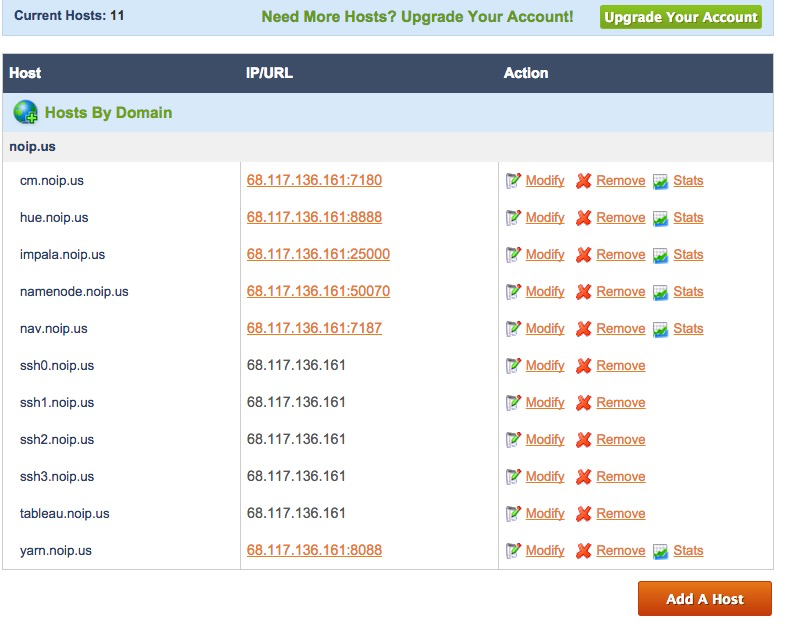 Current Hosts: 11 Need More Hosts? Upgrade Your Account! Upgrade Your Account
Host IP/URL Action
Hosts By Domain
noip.us
cm.noip.us 68.117.136.161:7180 Modify Remove Stats
hue.noip.us 68.117.136.161:8888 Modify Remove Stats
impala.noip.us 68.117.136.161:25000 Modify Remove Stats
namenode.noip.us 68.117.136.161:50070 Modify Remove Stats
nav.noip.us 68.117.136.161:7187 Modify Remove Stats
ssh0.noip.us 68.117.136.161 Modify Remove
ssh1.noip.us 68.117.136.161 Modify Remove
ssh2.noip.us 68.117.136.161 Modify Remove
ssh3.noip.us 68.117.136.161 Modify Remove
tableau.noip.us 68.117.136.161 Modify Remove
yarn.noip.us 68.117.136.161:8088 Modify Remove Stats
Add A Host